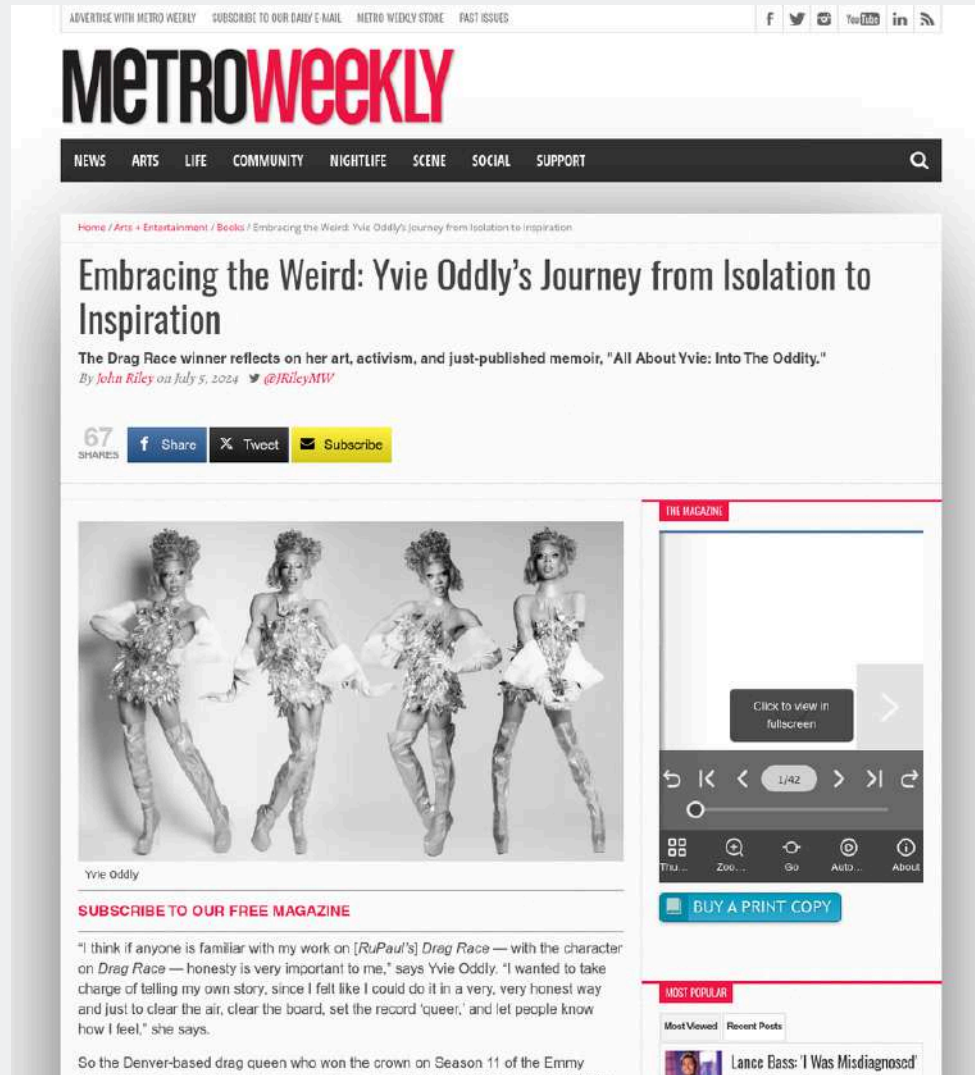 ADVERTISE WITH METRO WEEKLY SUBSCRIBE TO OUR DAILY E-MAIL METRO WEEKLY STORE PAST ISSUES
You Tube
METROWEEKLY
NEWS ARTS LIFE COMMUNITY NIGHTLIFE SCENE SOCIAL SUPPORT
Home / Arts + Entertainment / Books / Embracing the Weird: Yvie Oddly's Journey from Isolation to Inspiration
Embracing the Weird: Yvie Oddly's Journey from Isolation to
Inspiration
The Drag Race winner reflects on her art, activism, and just-published memoir, "All About Yvie: Into The Oddity."
By John Riley on July 5, 2024 @JRileyMW
67
SHARES
Share Tweet Subscribe
Yvie Oddly
SUBSCRIBE TO OUR FREE MAGAZINE
"I think if anyone is familiar with my work on [RuPaul's] Drag Race — with the character
on Drag Race — honesty is very important to me," says Yvie Oddly. "I wanted to take
charge of telling my own story, since I felt like I could do it in a very, very honest way
and just to clear the air, clear the board, set the record 'queer,' and let people know
how I feel," she says.
So the Denver-based drag queen who won the crown on Season 11 of the Emmy
THE MAGAZINE
Click to view in
fullscreen
1/42
Thu... Zoo... Go Auto... About
BUY A PRINT COPY
MOST POPULAR
Most Viewed Recent Posts
Lance Bass: 'I Was Misdiagnosed'